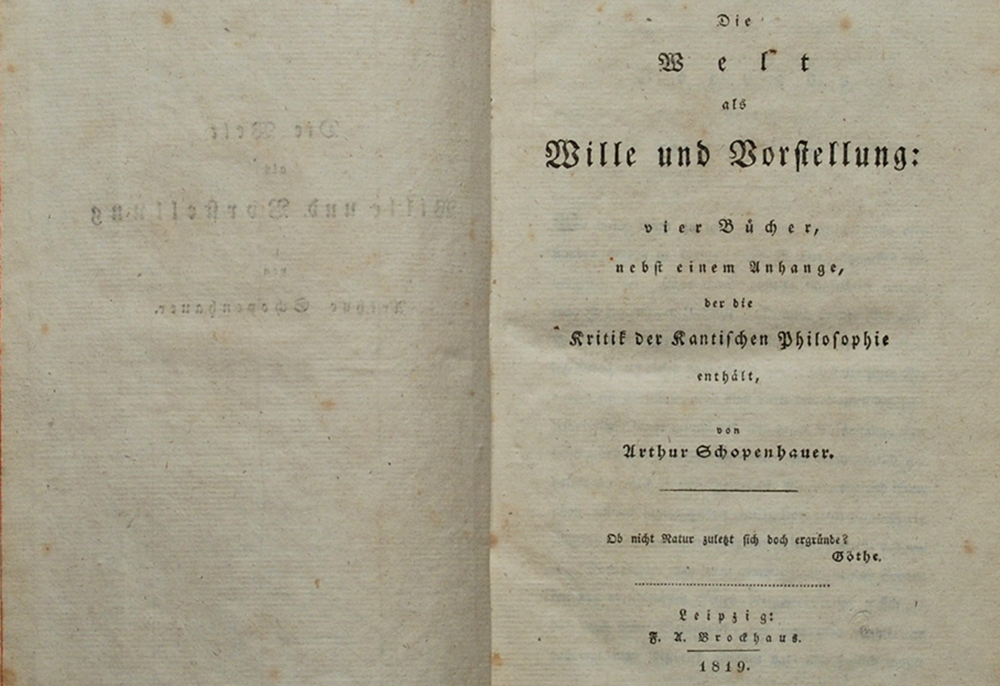 Die
Welt
als
Wille und Vorstellung:
vier Bücher,
nebst einem Anhange,
der die
Kritik der Kantischen Philosophie
enthält,
von
Arthur Schopenhauer.
Ob nicht Natur zuletzt sich doch ergründe?
Göthe.
Leipzig:
F. A. Brockhaus.
1819.